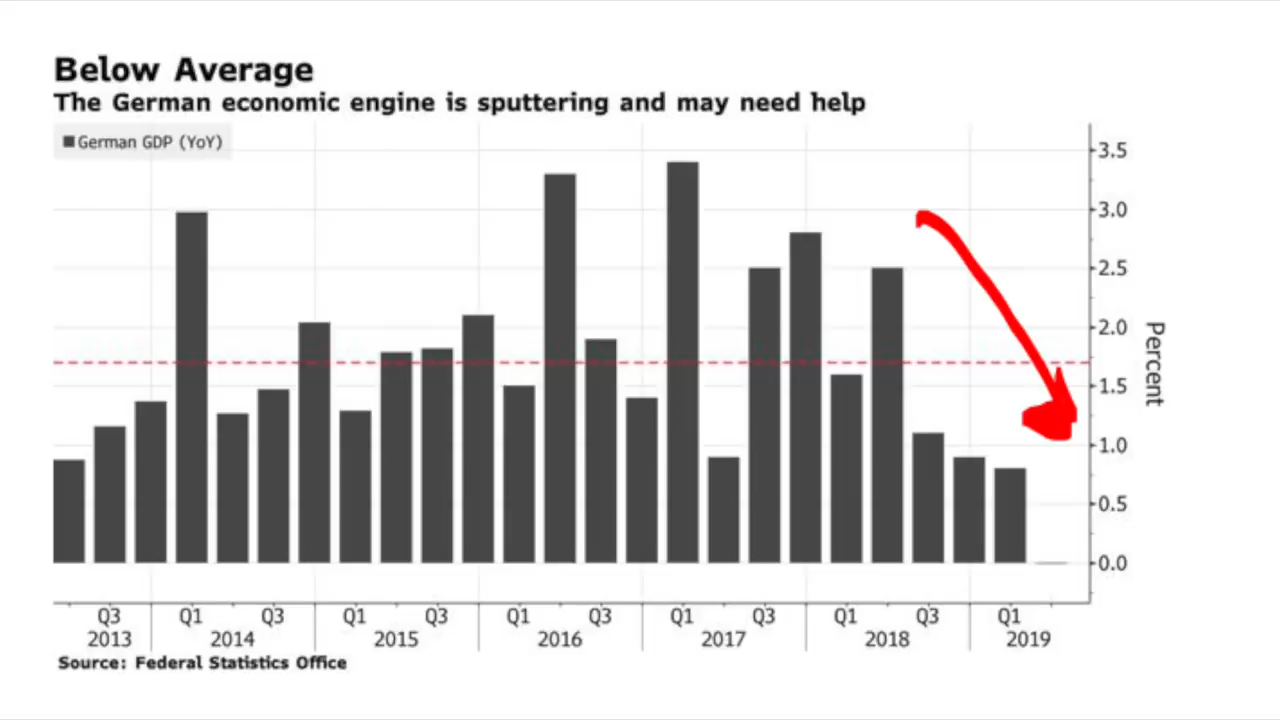 Below Average
The German economic engine is sputtering and may need help
German GDP (YoY)
3.5
3.0
2.5
2.0
1.5
1.0
0.5
0.0
Percent
Q3 Q1 Q3 Q1 Q3 Q1 Q3 Q1 Q3 Q1 Q3 Q1
2013 2014 2015 2016 2017 2018 2019
Source: Federal Statistics Office